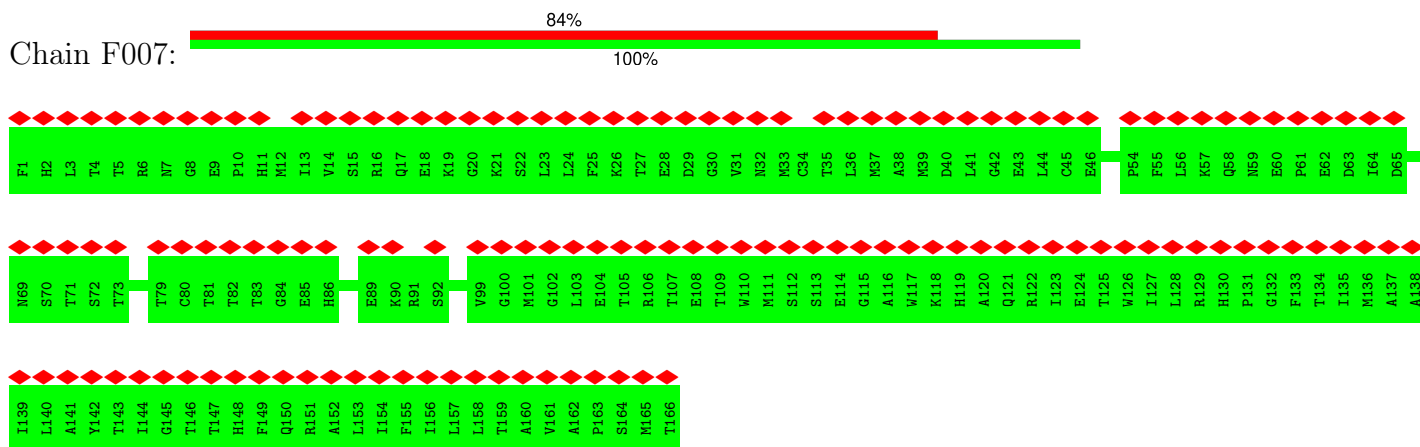 84%
Chain F007:
100%
F1 H2 L3 T4 T5 R6 N7 G8 E9 P10 H11 M12 I13 V14 S15 R16 Q17 E18 K19 G20 K21 S22 L23 L24 F25 K26 T27 E28 D29 G30 V31 N32 M33 C34 T35 L36 M37 A38 M39 D40 L41 G42 E43 L44 C45 E46 P54 F55 L56 K57 Q58 N59 E60 P61 E62 D63 I64 D65
N69 S70 T71 S72 T73 T79 C80 T81 T82 T83 G84 E85 H86 E89 K90 R91 S92 V99 G100 M101 G102 L103 E104 T105 R106 T107 E108 T109 W110 M111 S112 S113 E114 G115 A116 W117 K118 H119 A120 Q121 R122 I123 E124 T125 W126 I127 L128 R129 H130 P131 G132 F133 T134 I135 M136 A137 A138
I139 L140 A141 Y142 T143 I144 G145 T146 T147 H148 F149 Q150 R151 A152 L153 I154 F155 I156 L157 L158 T159 A160 V161 A162 P163 S164 M165 T166